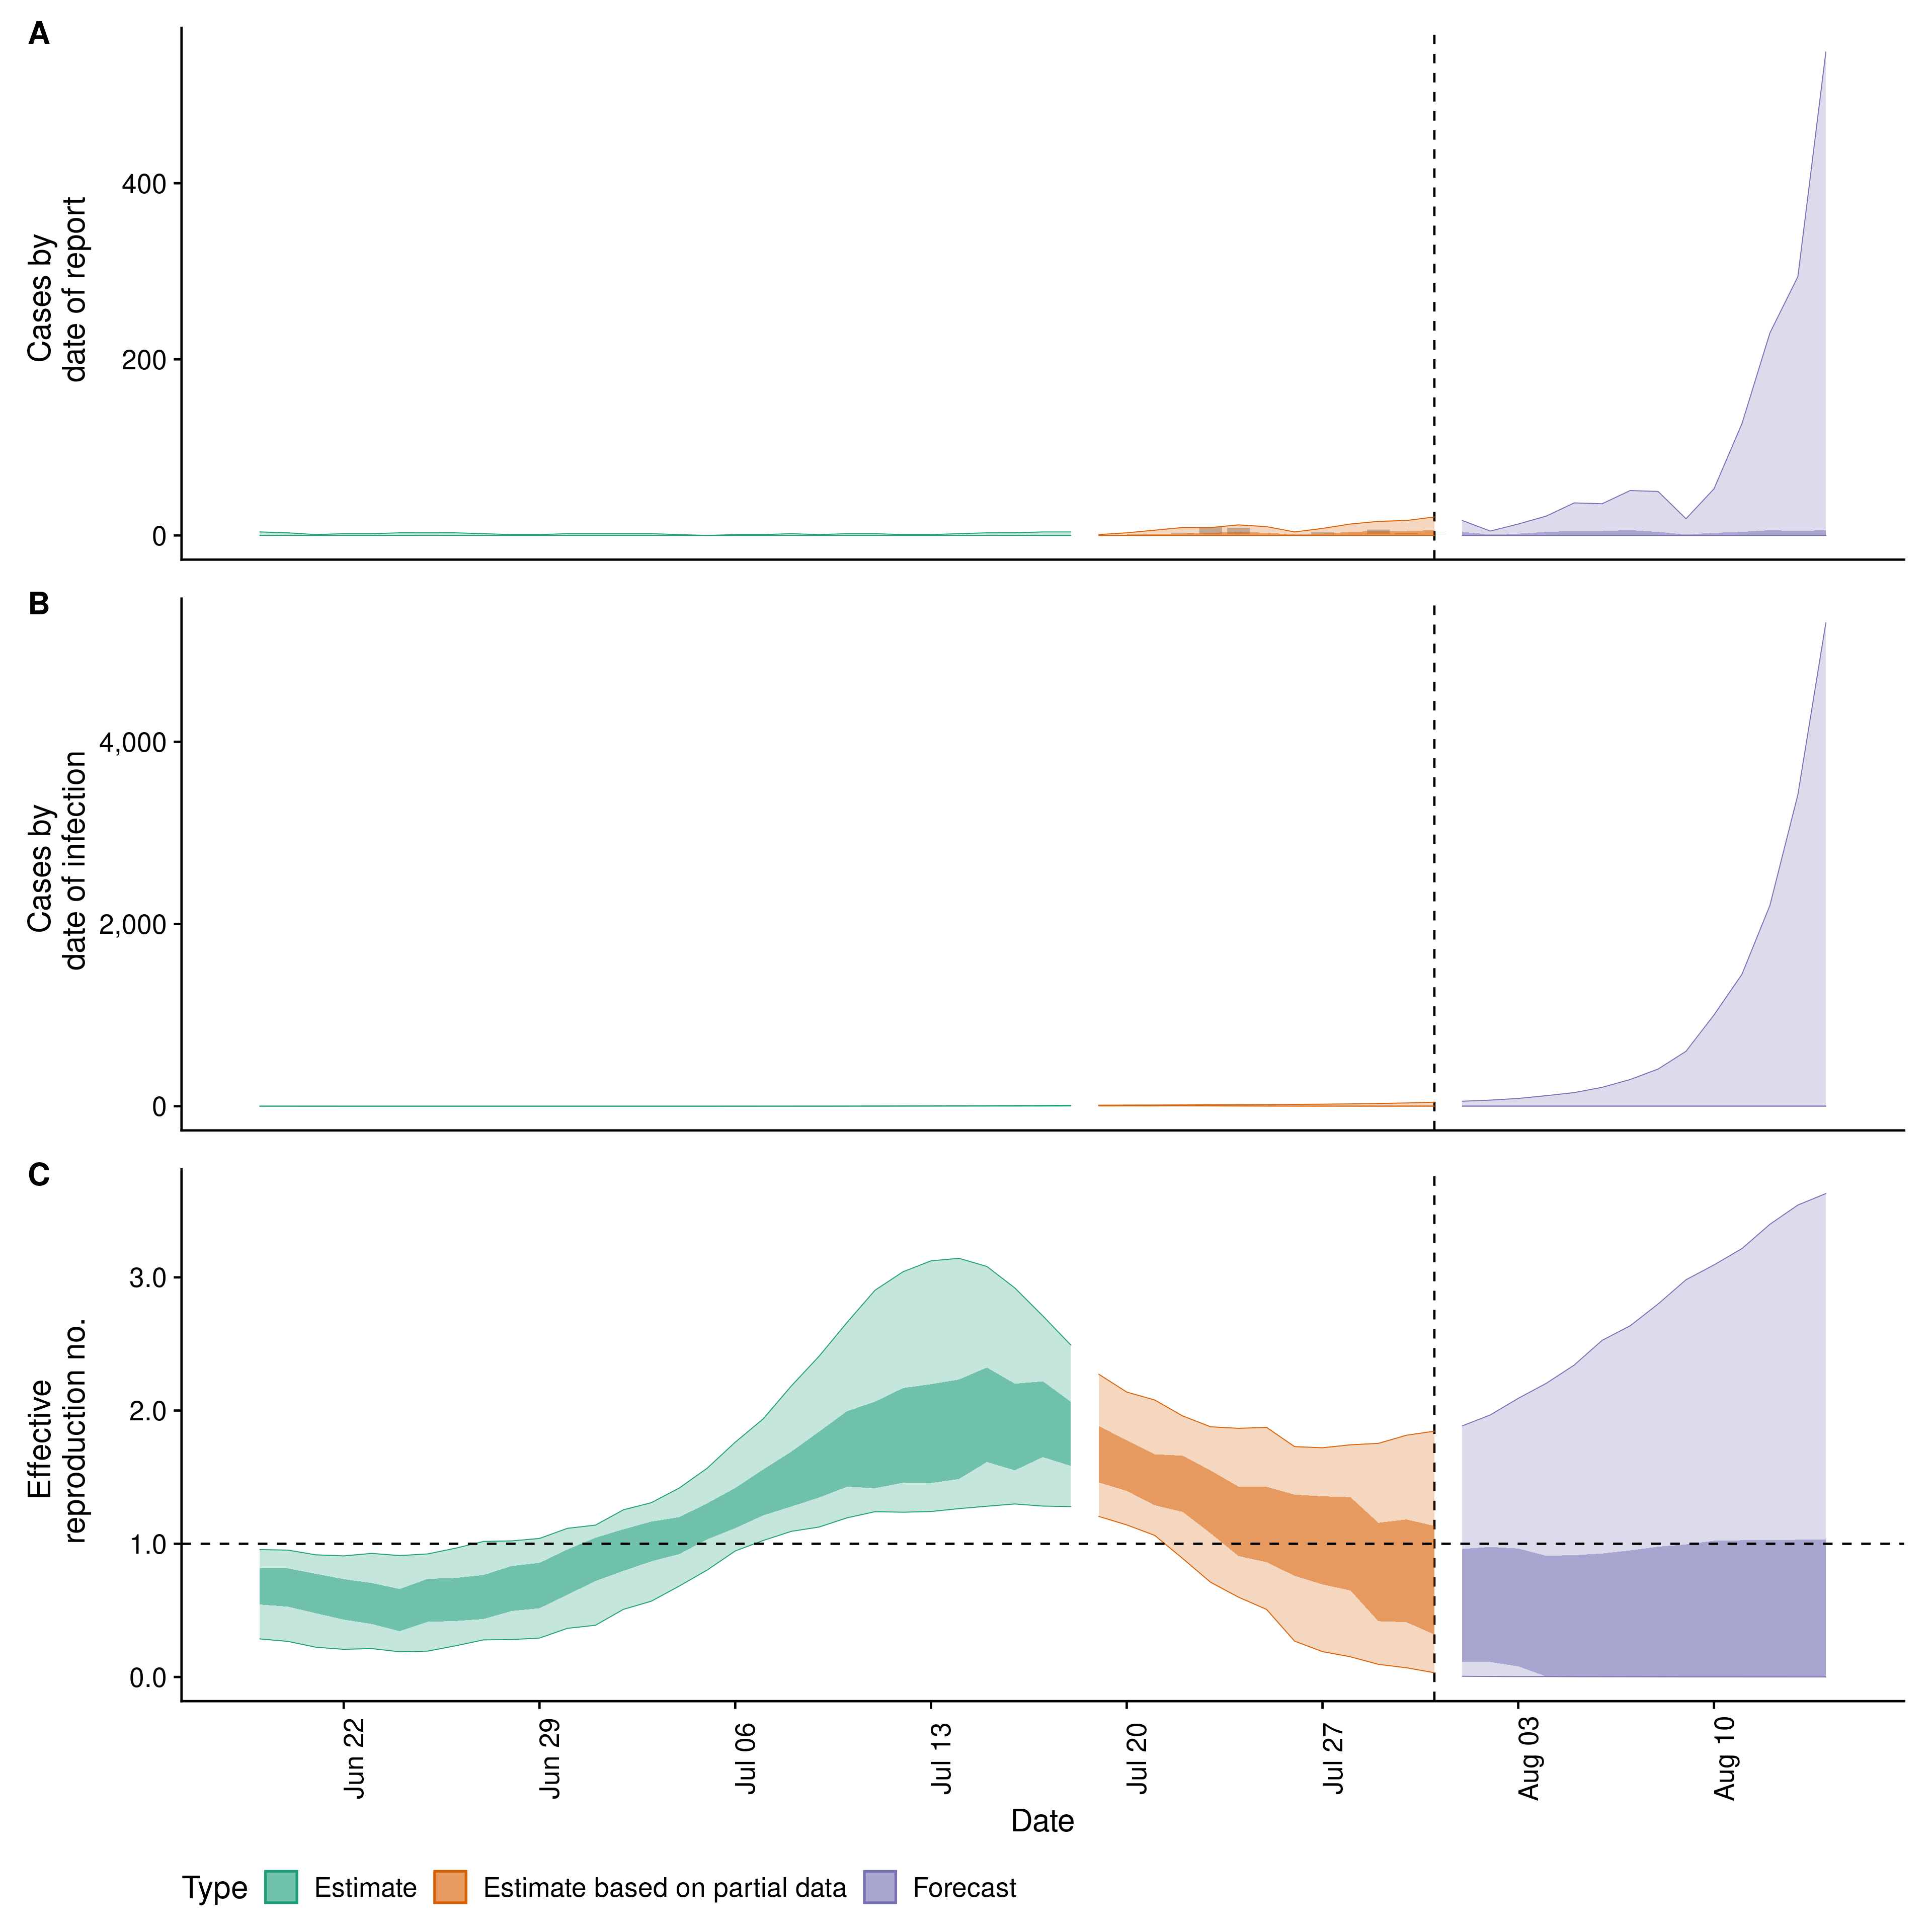 A
Cases by
date of report
400
200
0
B
Cases by
date of infection
4,000
2,000
0
C
Effective
reproduction no.
3.0
2.0
1.0
0.0
Jun 22
Jun 29
Jul 06
Jul 13
Jul 20
Jul 27
Aug 03
Aug 10
Date
Type Estimate Estimate based on partial data Forecast